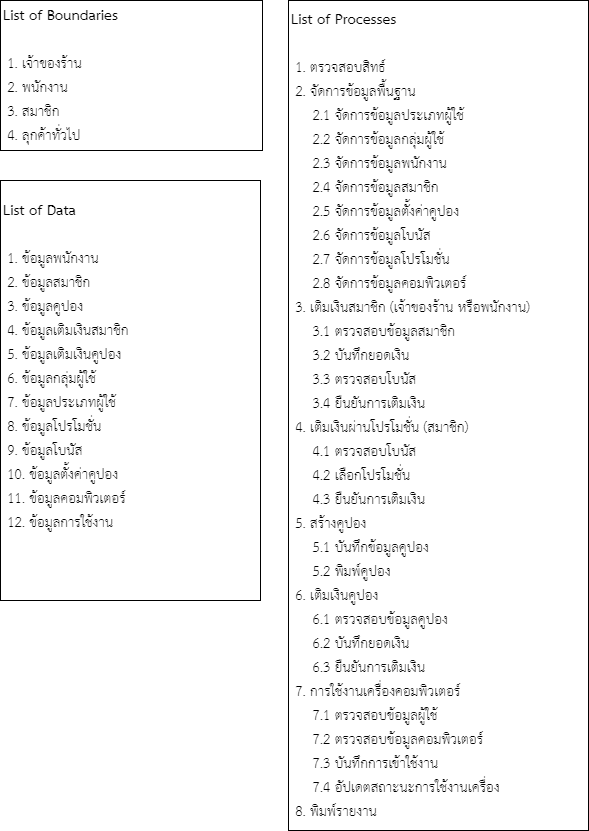 List of Boundaries
1. เจ้าของร้าน
2. พนักงาน
3. สมาชิก
4. ลูกค้าทั่วไป
List of Data
1. ข้อมูลพนักงาน
2. ข้อมูลสมาชิก
3. ข้อมูลคูปอง
4. ข้อมูลเติมเงินสมาชิก
5. ข้อมูลเติมเงินคูปอง
6. ข้อมูลกลุ่มผู้ใช้
7. ข้อมูลประเภทผู้ใช้
8. ข้อมูลโปรโมชั่น
9. ข้อมูลโบนัส
10. ข้อมูลตั้งค่าคูปอง
11. ข้อมูลคอมพิวเตอร์
12. ข้อมูลการใช้งาน
List of Processes
1. ตรวจสอบสิทธ์
2. จัดการข้อมูลพื้นฐาน
2.1 จัดการข้อมูลประเภทผู้ใช้
2.2 จัดการข้อมูลกลุ่มผู้ใช้
2.3 จัดการข้อมูลพนักงาน
2.4 จัดการข้อมูลสมาชิก
2.5 จัดการข้อมูลตั้งค่าคูปอง
2.6 จัดการข้อมูลโบนัส
2.7 จัดการข้อมูลโปรโมชั่น
2.8 จัดการข้อมูลคอมพิวเตอร์
3. เติมเงินสมาชิก (เจ้าของร้าน หรือพนักงาน)
3.1 ตรวจสอบข้อมูลสมาชิก
3.2 บันทึกยอดเงิน
3.3 ตรวจสอบโบนัส
3.4 ยืนยันการเติมเงิน
4. เติมเงินผ่านโปรโมชั่น (สมาชิก)
4.1 ตรวจสอบโบนัส
4.2 เลือกโปรโมชั่น
4.3 ยืนยันการเติมเงิน
5. สร้างคูปอง
5.1 บันทึกข้อมูลคูปอง
5.2 พิมพ์คูปอง
6. เติมเงินคูปอง
6.1 ตรวจสอบข้อมูลคูปอง
6.2 บันทึกยอดเงิน
6.3 ยืนยันการเติมเงิน
7. การใช้งานเครื่องคอมพิวเตอร์
7.1 ตรวจสอบข้อมูลผู้ใช้
7.2 ตรวจสอบข้อมูลคอมพิวเตอร์
7.3 บันทึกการเข้าใช้งาน
7.4 อัปเดตสถาะนะการใช้งานเครื่อง
8. พิมพ์รายงาน